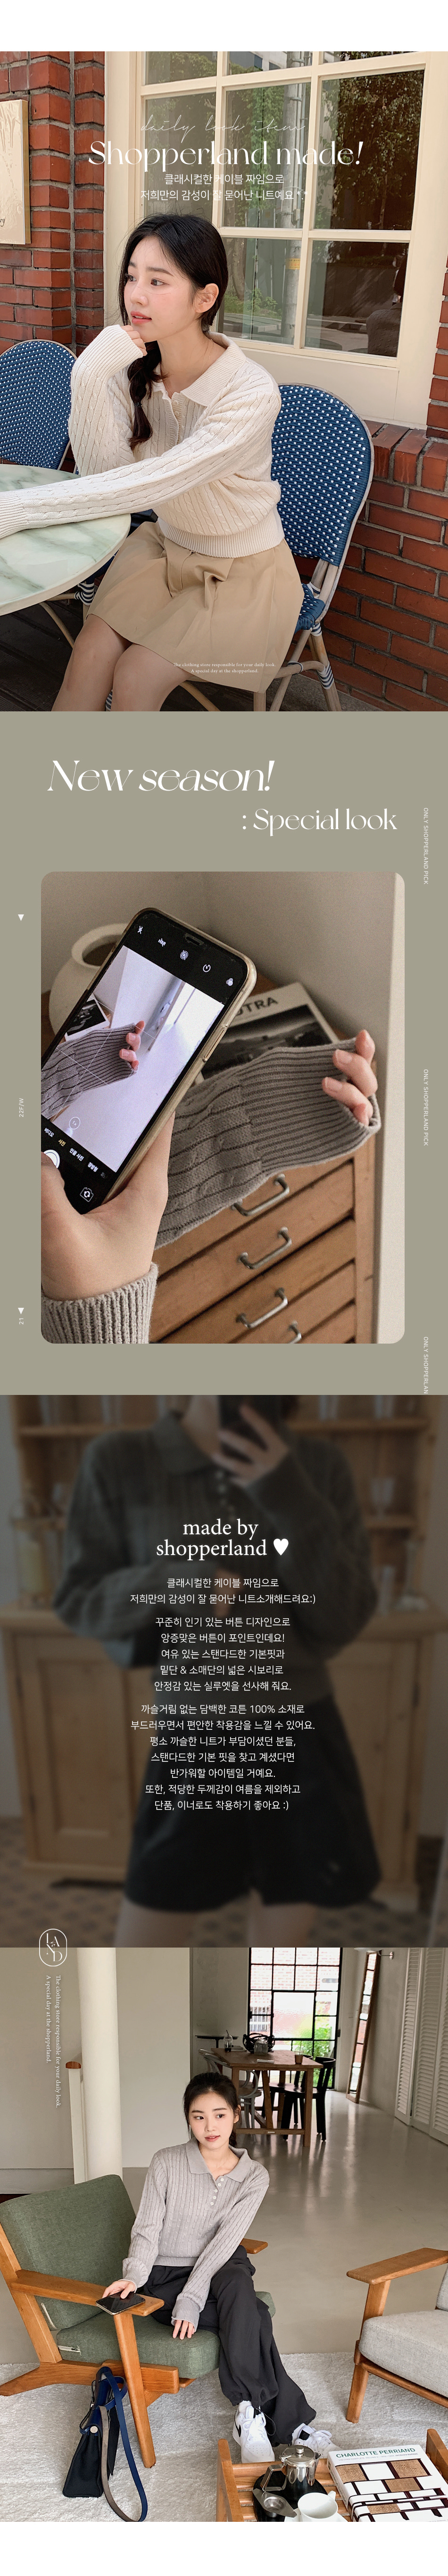 daily look item
Shopperland made!
클래시컬한 케이블 짜임으로
저희만의 감성이 잘 묻어난 니트예요 *.*
The clothing store responsible for your daily look,
A special day at the shopperland
New season!
: Special look
ONLY SHOPPERLAND PICK
ONLY SHOPPERLAND PICK
ONLY SHOPPERLAN
22F/W
made by
shopperland ♥
클래시컬한 케이블 짜임으로
저희만의 감성이 잘 묻어난 니트소개해드려요:)
꾸준히 인기 있는 버튼 디자인으로
앙증맞은 버튼이 포인트인데요!
여유 있는 스탠다드한 기본핏과
밑단 & 소매단의 넓은 시보리로
안정감 있는 실루엣을 선사해 줘요.
까슬거림 없는 담백한 코튼 100% 소재로
부드러우면서 편안한 착용감을 느낄 수 있어요.
평소 까슬한 니트가 부담이셨던 분들,
스탠다드한 기본 핏을 찾고 계셨다면
반가워할 아이템일 거예요.
또한, 적당한 두께감이 여름을 제외하고
단품, 이너로도 착용하기 좋아요 :)
LAND
The clothing store responsible for your daily look,
A special day at the shopperland.
CHARLOTTE PERRIAND